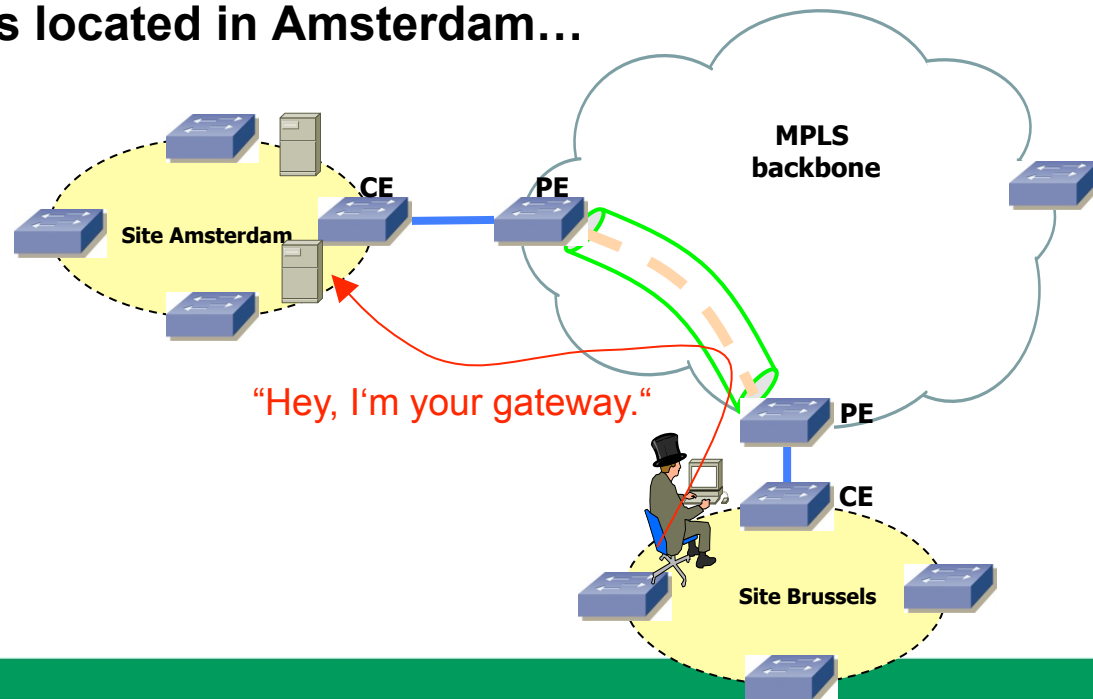 s located in Amsterdam…
MPLS
backbone
CE
PE
Site Amsterdam
“Hey, I‘m your gateway.“
PE
CE
Site Brussels